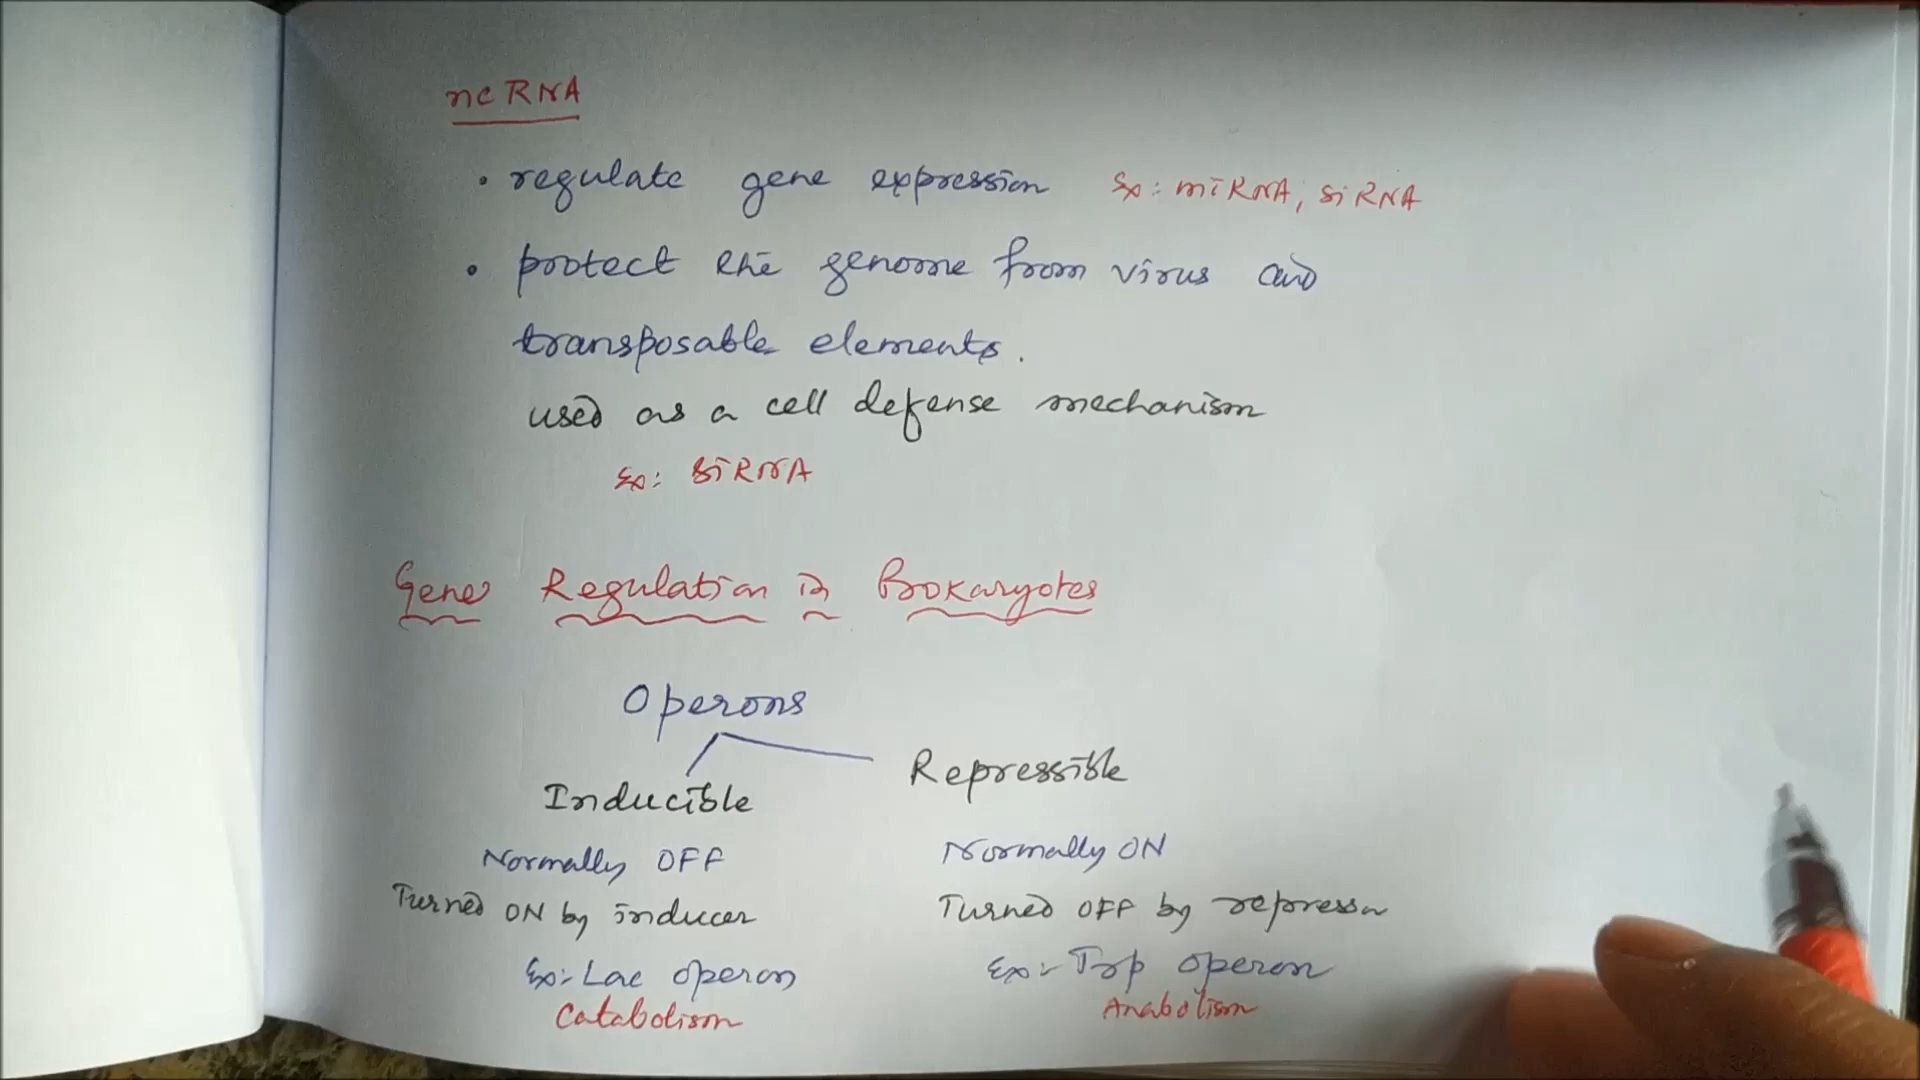 ncRNA
• regulate gene expression Ex: miRNA, siRNA
• protect the genome from virus and
transposable elements.
used as a cell defense mechanism
Ex: siRNA
Gene Regulation in Prokaryotes
Operons
Inducible
Repressible
Normally OFF
Normally ON
Turned ON by inducer
Turned OFF by repressor
Ex:- Lac operon
Ex:- Trp operon
Catabolism
Anabolism